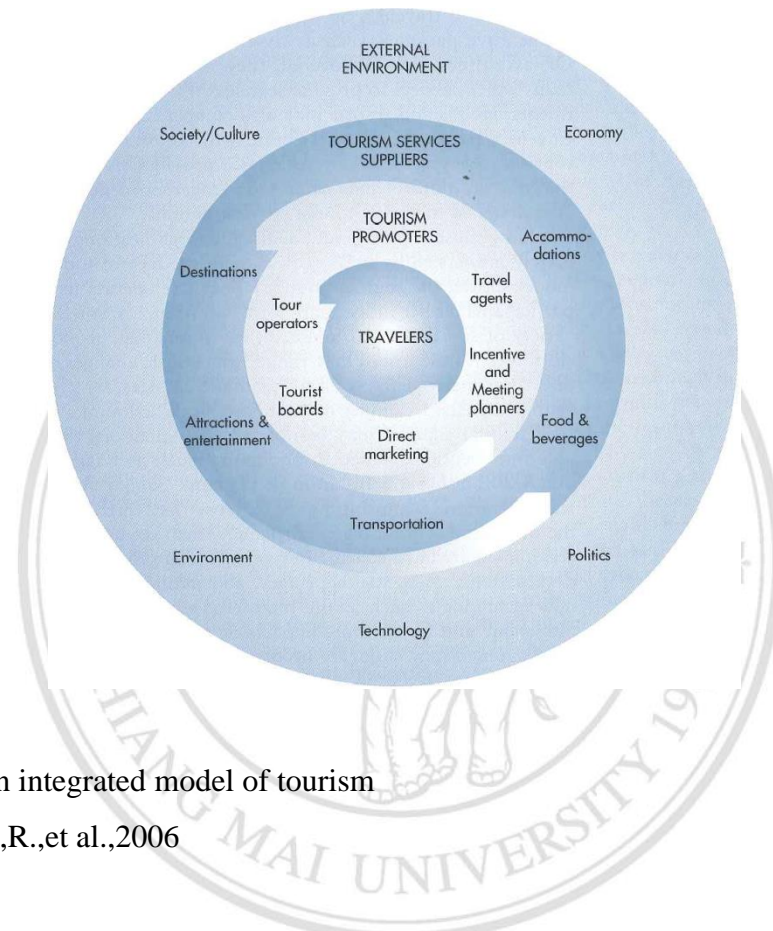 EXTERNAL
ENVIRONMENT
Society/Culture
Economy
TOURISM SERVICES
SUPPLIERS
TOURISM
PROMOTERS
Accommo-
dations
Destinations
Travel
agents
Tour
operators
TRAVELERS
Incentive
and
Meeting
planners
Tourist
boards
Attractions &
entertainment
Food &
beverages
Direct
marketing
Transportation
Environment
Politics
Technology
n integrated model of tourism
,R.,et al.,2006
HIANG MAI UNIVERSITY 19